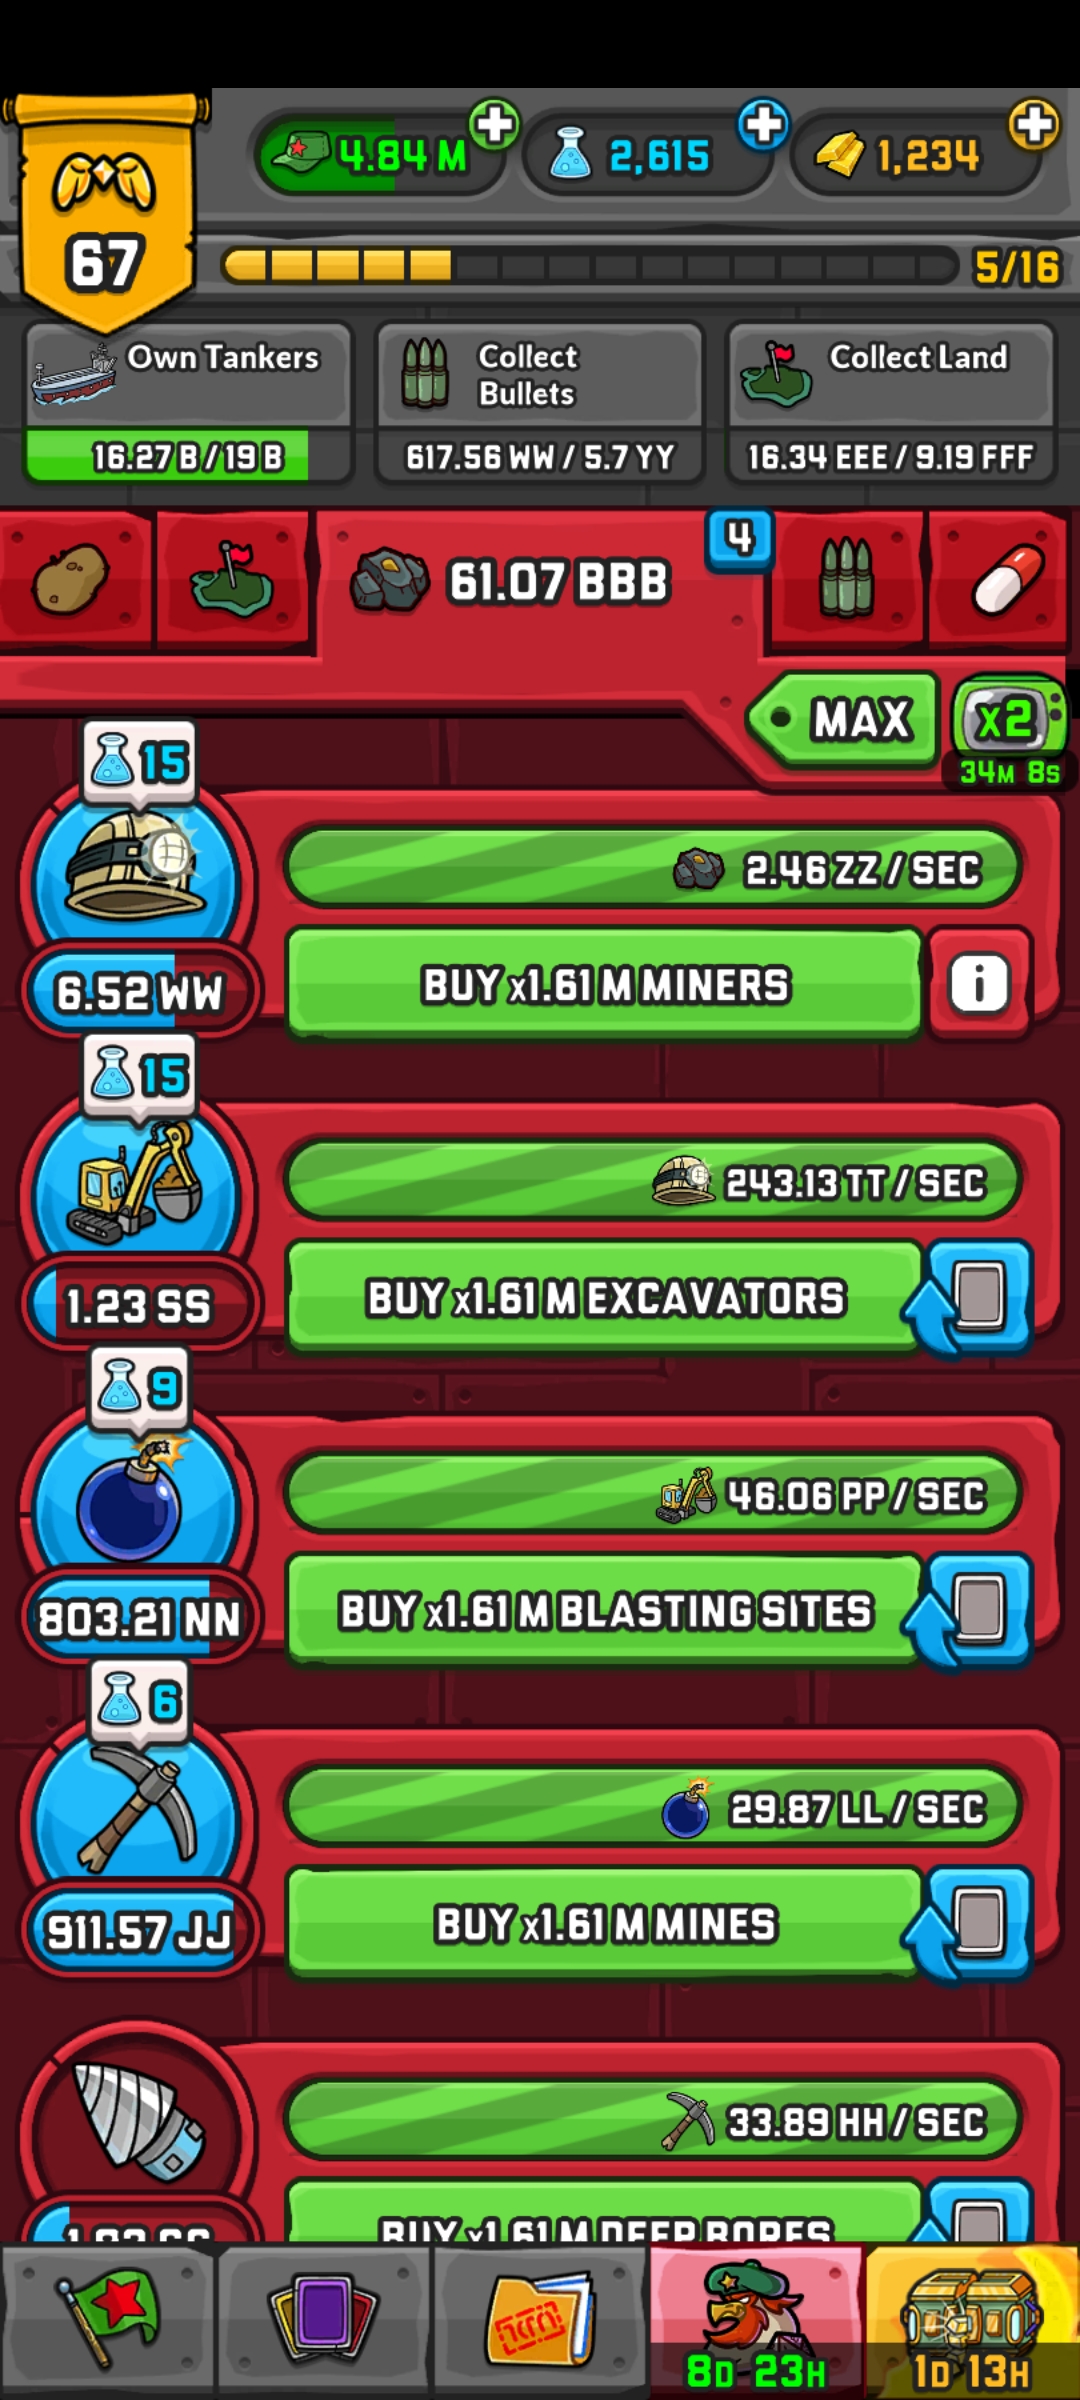 67
4.84 M
2,615
1,234
5/16
Own Tankers
16.27 B / 19 B
Collect
Bullets
617.56 WW / 5.7 YY
Collect Land
16.34 EEE / 9.19 FFF
61.07 BBB
4
MAX
x2
34M 8S
15
2.46 ZZ / SEC
6.52 WW
BUY x1.61 M MINERS
i
15
243.13 TT / SEC
1.23 SS
BUY x1.61 M EXCAVATORS
9
46.06 PP / SEC
803.21 NN
BUY x1.61 M BLASTING SITES
6
29.87 LL / SEC
911.57 JJ
BUY x1.61 M MINES
33.89 HH / SEC
BUY x1.61 M DEEP BORES
8D 23H
1D 13H